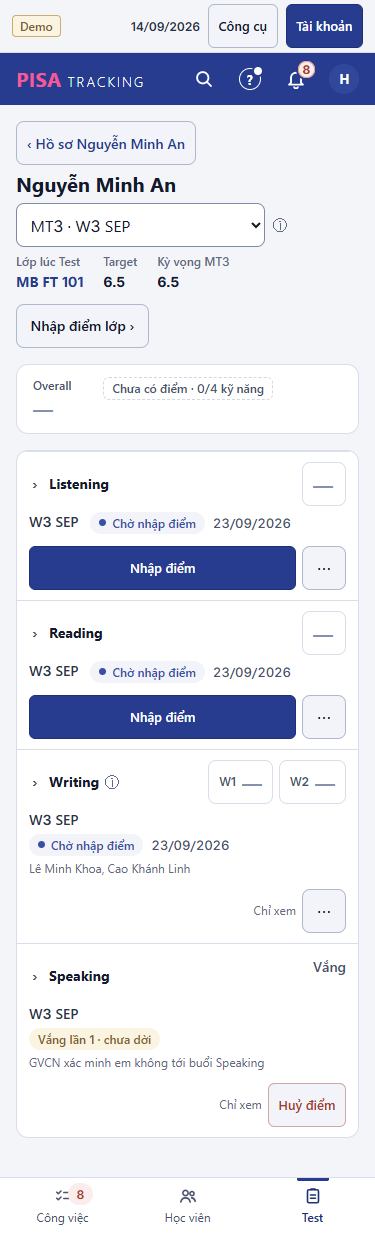 Demo
14/09/2026
Công cụ
Tài khoản
PISA TRACKING
?
8
H
‹ Hồ sơ Nguyễn Minh An
Nguyễn Minh An
MT3 · W3 SEP
Lớp lúc Test Target Kỳ vọng MT3
MB FT 101 6.5 6.5
Nhập điểm lớp ›
Overall Chưa có điểm · 0/4 kỹ năng
—
› Listening —
W3 SEP Chờ nhập điểm 23/09/2026
Nhập điểm ...
› Reading —
W3 SEP Chờ nhập điểm 23/09/2026
Nhập điểm ...
› Writing ⓘ W1 — W2 —
W3 SEP
Chờ nhập điểm 23/09/2026
Lê Minh Khoa, Cao Khánh Linh
Chỉ xem ...
› Speaking Vắng
W3 SEP
Vắng lần 1 · chưa dời
GVCN xác minh em không tới buổi Speaking
Chỉ xem Huỷ điểm
8
Công việc Học viên Test